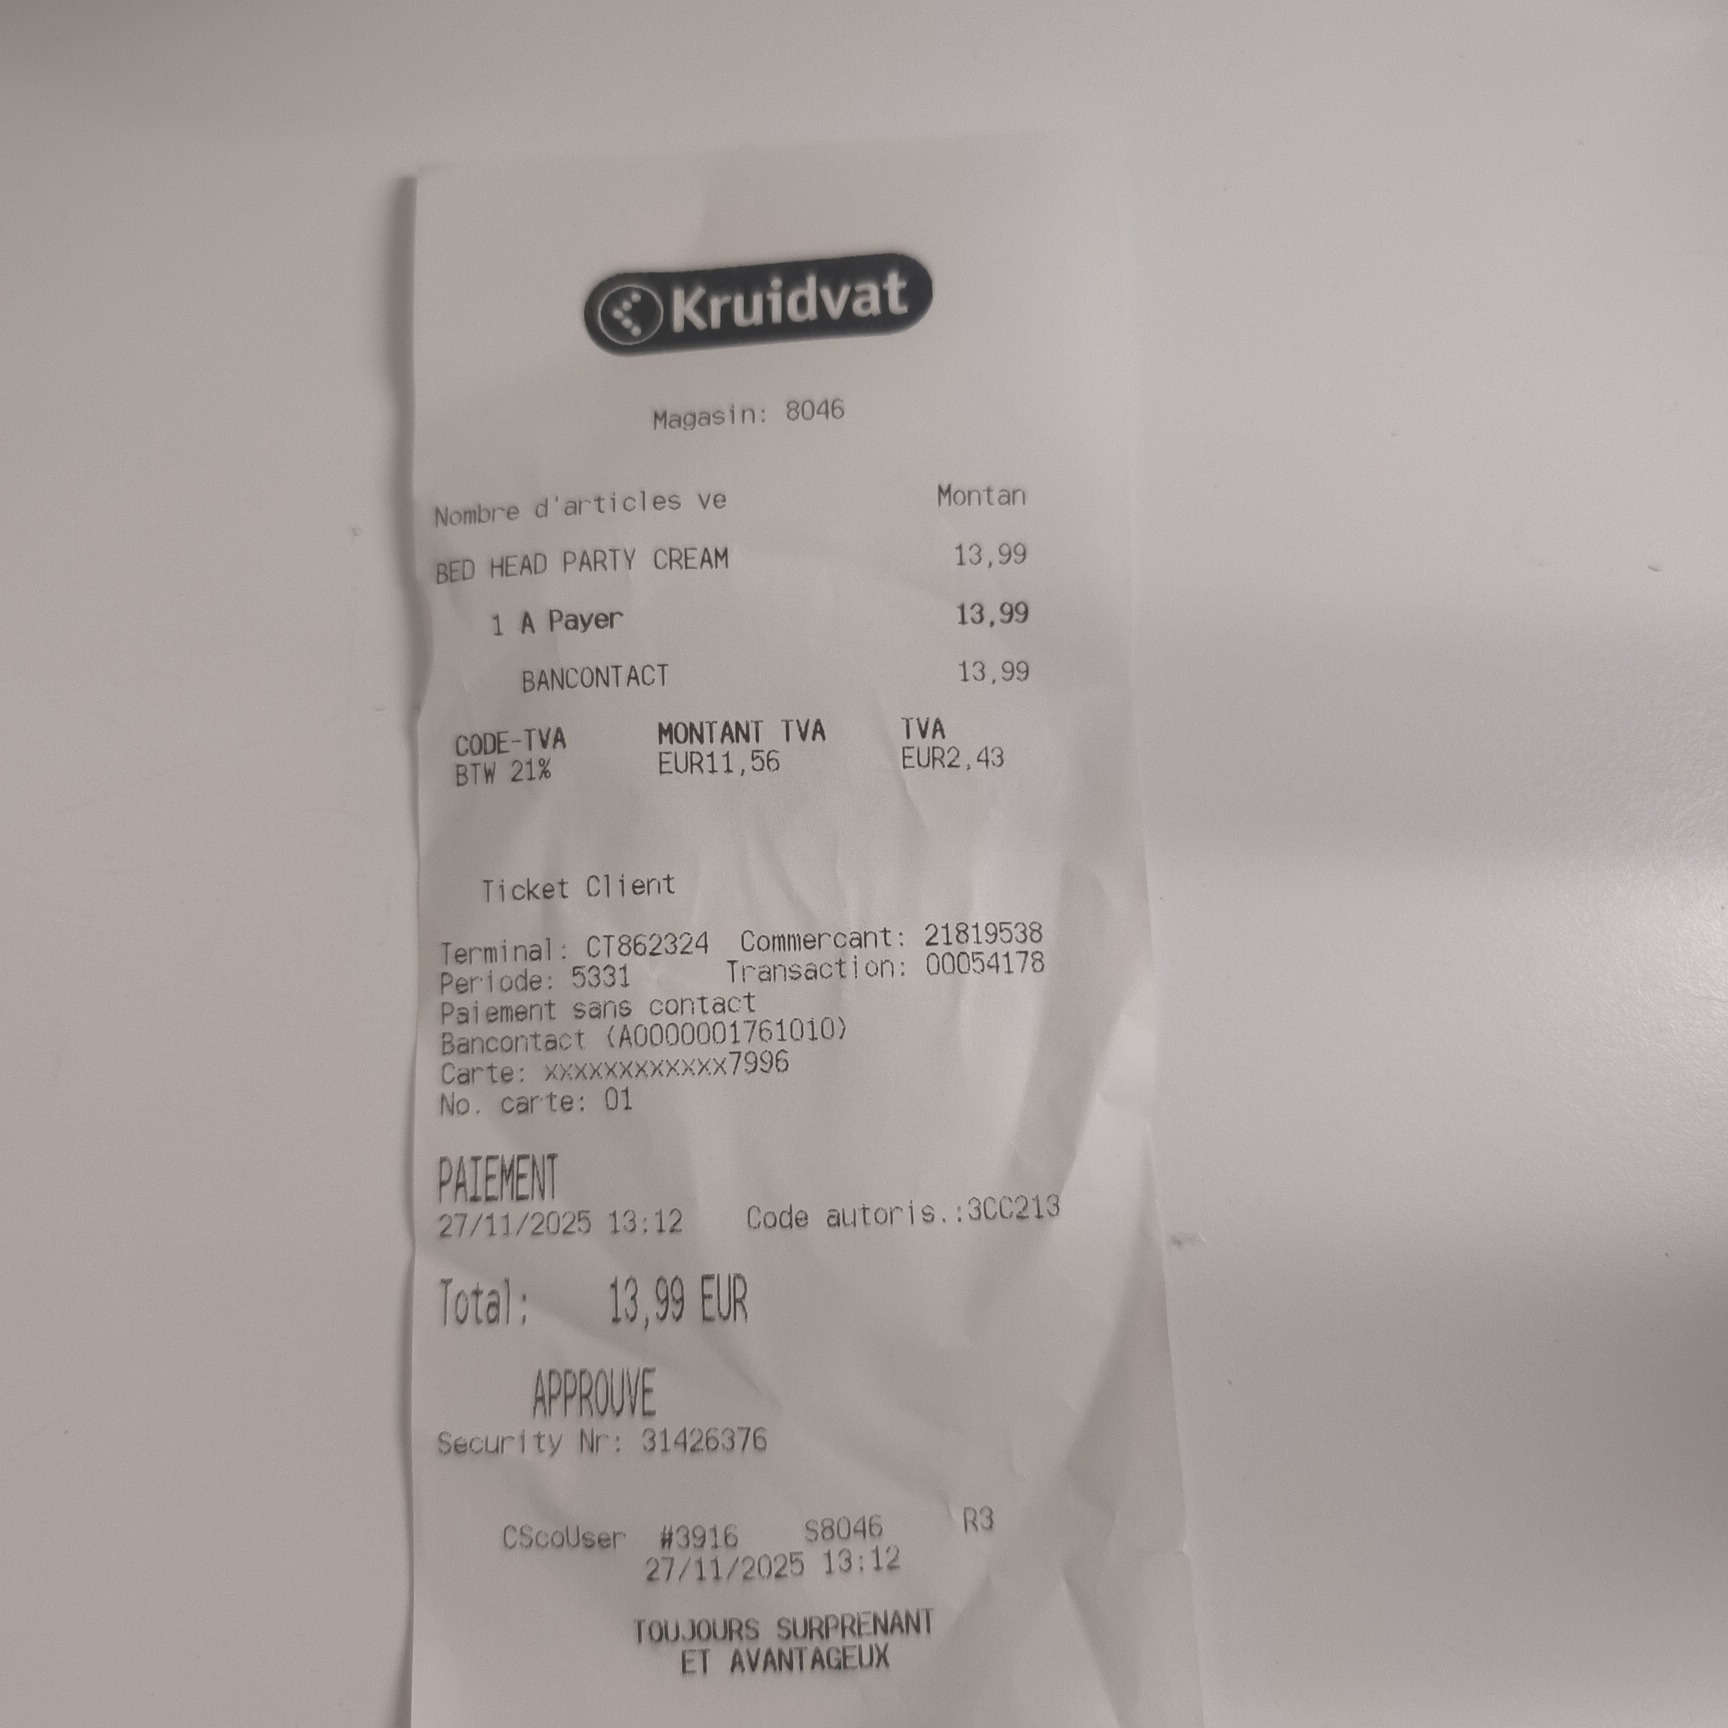 Kruidvat
Magasin: 8046
Nombre d'articles ve Montan
BED HEAD PARTY CREAM 13,99
1 A Payer 13,99
BANCONTACT 13,99
CODE-TVA MONTANT TVA TVA
BTW 21% EUR11,56 EUR2,43
Ticket Client
Terminal: CT862324 Commercant: 21819538
Periode: 5331 Transaction: 00054178
Paiement sans contact
Bancontact (A0000001761010)
Carte: xxxxxxxxxxxxx7996
No. carte: 01
PAIEMENT
27/11/2025 13:12 Code autoris.:3CC213
Total: 13,99 EUR
APPROUVE
Security Nr: 31426376
CScoUser #3916 S8046 R3
27/11/2025 13:12
TOUJOURS SURPRENANT
ET AVANTAGEUX